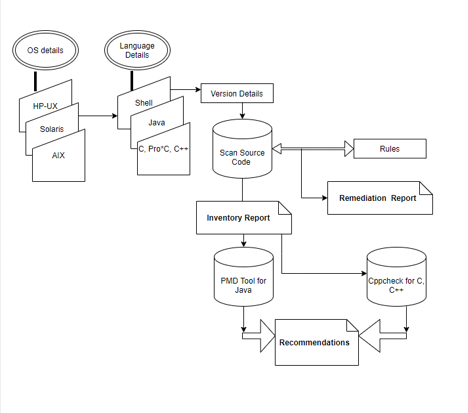 OS details
Language
Details
HP-UX
Solaris
AIX
Shell
Java
C, Pro*C, C++
Version Details
Scan Source
Code
Rules
Remediation Report
Inventory Report
PMD Tool for
Java
Cppcheck for C,
C++
Recommendations